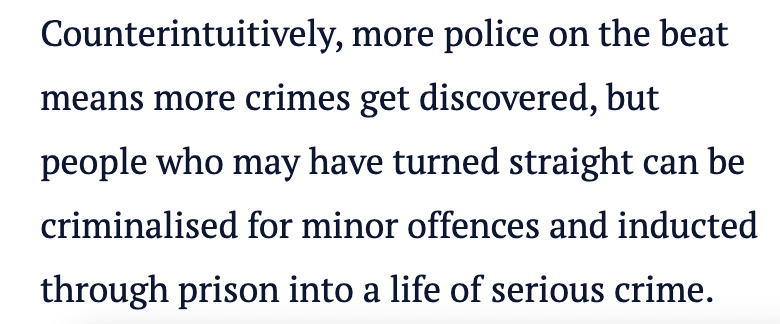 Counterintuitively, more police on the beat
means more crimes get discovered, but
people who may have turned straight can be
criminalised for minor offences and inducted
through prison into a life of serious crime.